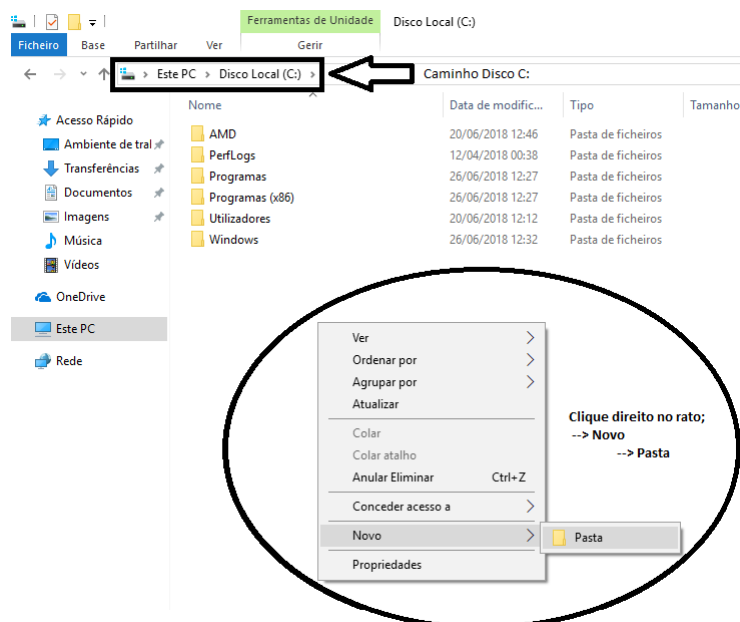 Ferramentas de Unidade Disco Local (C:)
Ficheiro Base Partilhar Ver Gerir
Este PC Disco Local (C:) Caminho Disco C:
Nome Data de modific... Tipo Tamanho
Acesso Rápido
Ambiente de tral
Transferências
Documentos
Imagens
Música
Vídeos
OneDrive
Este PC
Rede
AMD 20/06/2018 12:46 Pasta de ficheiros
PerfLogs 12/04/2018 00:38 Pasta de ficheiros
Programas 26/06/2018 12:27 Pasta de ficheiros
Programas (x86) 26/06/2018 12:27 Pasta de ficheiros
Utilizadores 20/06/2018 12:12 Pasta de ficheiros
Windows 26/06/2018 12:32 Pasta de ficheiros
Ver
Ordenar por
Agrupar por
Atualizar
Colar
Colar atalho
Anular Eliminar Ctrl+Z
Conceder acesso a
Novo
Propriedades
Pasta
Clique direito no rato;
--> Novo
--> Pasta